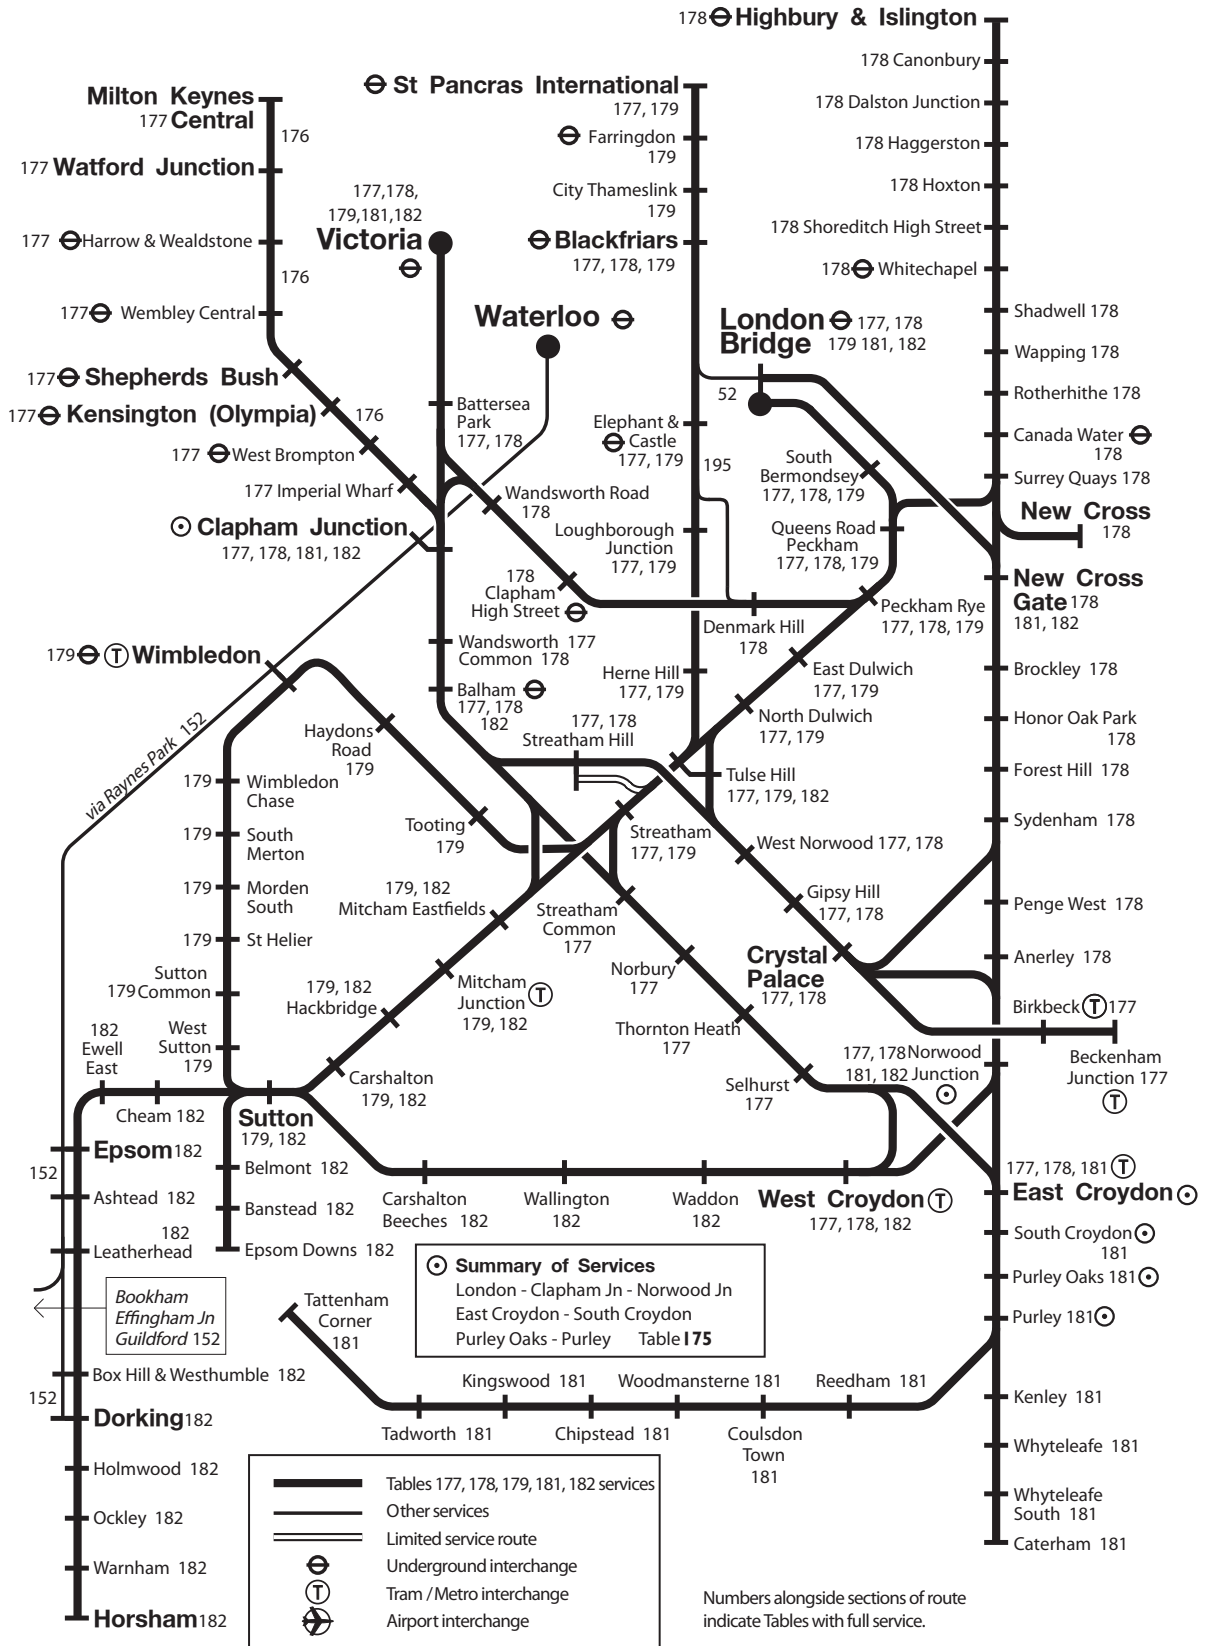 178 Highbury & Islington
178 Canonbury
178 Dalston Junction
178 Haggerston
178 Hoxton
178 Shoreditch High Street
178 Whitechapel
Shadwell 178
Wapping 178
Rotherhithe 178
Canada Water
178
Surrey Quays 178
New Cross
178
New Cross
Gate 178
181, 182
Brockley 178
Honor Oak Park
178
Forest Hill 178
Sydenham 178
Penge West 178
Anerley 178
Birkbeck T 177
Beckenham
Junction 177
T
177, 178 Norwood
181, 182 Junction
177, 178, 181 T
East Croydon
South Croydon
181
Purley Oaks 181
Purley 181
Kenley 181
Whyteleafe 181
Whyteleafe
South 181
Caterham 181
St Pancras International
177, 179
Farringdon
179
City Thameslink
179
Blackfriars
177, 178, 179
London 177, 178
Bridge 179 181, 182
52
Elephant &
Castle
177, 179
195
South
Bermondsey
177, 178, 179
Queens Road
Peckham
177, 178, 179
Loughborough
Junction
177, 179
Peckham Rye
177, 178, 179
Denmark Hill
178
East Dulwich
177, 179
Herne Hill
177, 179
North Dulwich
177, 179
Tulse Hill
177, 179, 182
Milton Keynes
177 Central
176
177 Watford Junction
177 Harrow & Wealdstone
176
177 Wembley Central
177 Shepherds Bush
177 Kensington (Olympia)
176
177 West Brompton
177 Imperial Wharf
Clapham Junction
177, 178, 181, 182
177,178,
179,181,182
Victoria
Waterloo
Battersea
Park
177, 178
Wandsworth Road
178
178
Clapham
High Street
Wandsworth 177
Common 178
Balham
177, 178
182
177, 178
Streatham Hill
Streatham
177, 179
West Norwood 177, 178
Gipsy Hill
177, 178
Crystal
Palace
177, 178
179 T Wimbledon
via Raynes Park 152
Haydons
Road
179
Tooting
179
179 Wimbledon
Chase
179 South
Merton
179 Morden
South
179 St Helier
Sutton
179 Common
West
Sutton
179
179, 182
Mitcham Eastfields
Mitcham
Junction T
179, 182
179, 182
Hackbridge
Carshalton
179, 182
Streatham
Common
177
Norbury
177
Thornton Heath
177
Selhurst
177
182
Ewell
East
Cheam 182
Sutton
179, 182
Belmont 182
Banstead 182
Epsom Downs 182
Carshalton
Beeches 182
Wallington
182
Waddon
182
West Croydon T
177, 178, 182
Epsom 182
152
Ashtead 182
182
Leatherhead
Bookham
Effingham Jn
Guildford 152
Box Hill & Westhumble 182
152
Dorking 182
Holmwood 182
Ockley 182
Warnham 182
Horsham 182
Summary of Services
London - Clapham Jn - Norwood Jn
East Croydon - South Croydon
Purley Oaks - Purley Table 175
Tattenham
Corner
181
Tadworth 181
Kingswood 181
Chipstead 181
Woodmansterne 181
Coulsdon
Town
181
Reedham 181
Tables 177, 178, 179, 181, 182 services
Other services
Limited service route
Underground interchange
T Tram / Metro interchange
Airport interchange
Numbers alongside sections of route
indicate Tables with full service.